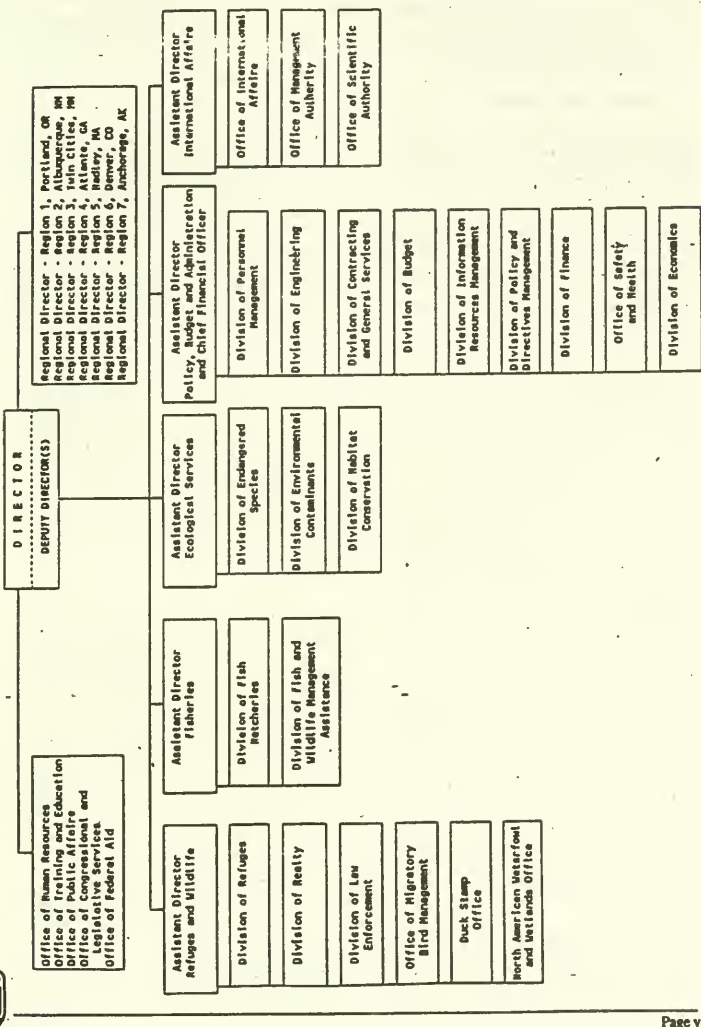 D I R E C T O R
DEPUTY DIRECTOR(S)
Office of Human Resources
Office of Training and Education
Office of Public Affaire
Office of Congressional and
Legislative Services
Office of Federal Aid
Regional Director - Region 1, Portland, OR
Regional Director - Region 2, Albuquerque, NM
Regional Director - Region 3, Twin Cities, MN
Regional Director - Region 4, Atlanta, GA
Regional Director - Region 5, Hadley, MA
Regional Director - Region 6, Denver, CO
Regional Director - Region 7, Anchorage, AK
Assistant Director
Refuges and Wildlife
Division of Refuges
Division of Realty
Division of Law
Enforcement
Office of Migratory
Bird Management
Duck Stamp
Office
North American Waterfowl
and Wetlands Office
Assistant Director
Fisheries
Division of Fish
Hatcheries
Division of Fish and
Wildlife Management
Assistance
Assistant Director
Ecological Services
Division of Endangered
Species
Division of Environmental
Contaminants
Division of Habitat
Conservation
Assistant Director
Policy, Budget and Administration
and Chief Financial Officer
Division of Personnel
Management
Division of Engineering
Division of Contracting
and General Services
Division of Budget
Division of Information
Resources Management
Division of Policy and
Directives Management
Division of Finance
Office of Safety
and Health
Division of Economics
Assistant Director
International Affairs
Office of International
Affaire
Office of Management
Authority
Office of Scientific
Authority
Page v